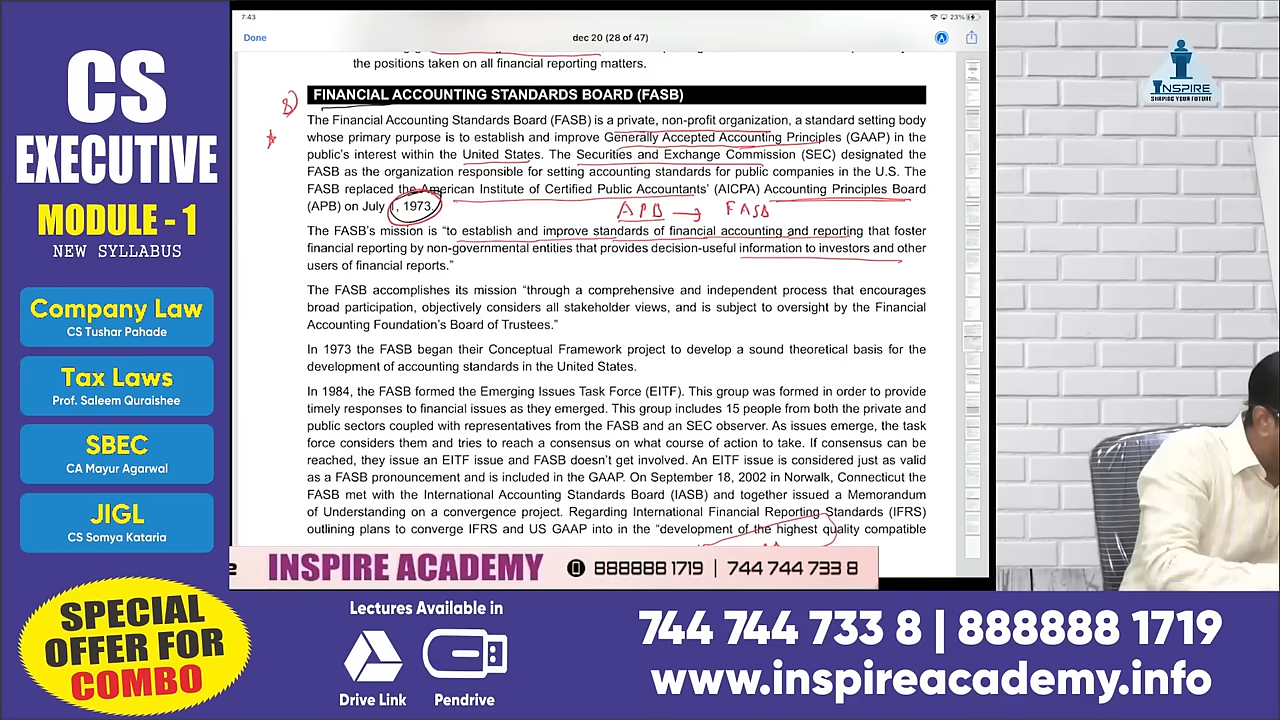 CS
EXECUTIVE
MODULE - 1
NEW SYLLABUS
Company Law
CS Tushar Pahade
Tax Laws
Prof. Saleem Quraishee
SBEC
CA Mayur Agarwal
JIGL
CS Somya Kataria
SPECIAL
OFFER FOR
COMBO
7:43
23%
Done
dec 20 (28 of 47)
the positions taken on all financial reporting matters.
8)
FINANCIAL ACCOUNTING STANDARDS BOARD (FASB)
The Financial Accounting Standards Board (FASB) is a private, non-profit organization, a standard setting body
whose primary purpose is to establish and improve Generally Accepted Accounting Principles (GAAP) in the
public's interest within the United States. The Securities and Exchange Commission (SEC) designated the
FASB as the organization responsible for setting accounting standards for public companies in the U.S. The
FASB replaced the American Institute of Certified Public Accountants' (AICPA) Accounting Principles Board
(APB) on July 1, 1973.
APB → FASB
The FASB's mission is "to establish and improve standards of financial accounting and reporting that foster
financial reporting by nongovernmental entities that provides decision-useful information to investors and other
users of financial reports."
The FASB accomplishes its mission "through a comprehensive and independent process that encourages
broad participation, objectively considers all stakeholder views, and is subject to oversight by the Financial
Accounting Foundation's Board of Trustees."
In 1973 the FASB began their Conceptual Framework project to develop a sound theoretical basis for the
development of accounting standards in the United States.
In 1984 the FASB formed the Emerging Issues Task Force (EITF). This group was formed in order to provide
timely responses to financial issues as they emerged. This group includes 15 people from both the private and
public sectors coupled with representatives from the FASB and an SEC observer. As issues emerge, the task
force considers them and tries to reach a consensus on what course of action to take. If consensus can be
reached, they issue an EITF issue and FASB doesn't get involved. An EITF issue is considered just as valid
as a FASB pronouncement and is included in the GAAP. On September 18, 2002 in Norwalk, Connecticut the
FASB met with the International Accounting Standards Board (IASB) and together issued a Memorandum
of Understanding on a convergence project. Regarding International Financial Reporting Standards (IFRS)
outlining plans to converge IFRS and US GAAP into in the "development of the highest quality compatible
INSPIRE ACADEMY 888888 1719 | 744 744 733 8
INSPIRE
INSPIRE YOUR LIFE
Lectures Available in
Drive Link
Pendrive
744 744 733 8 | 888888 1719
www.inspireacademy.info